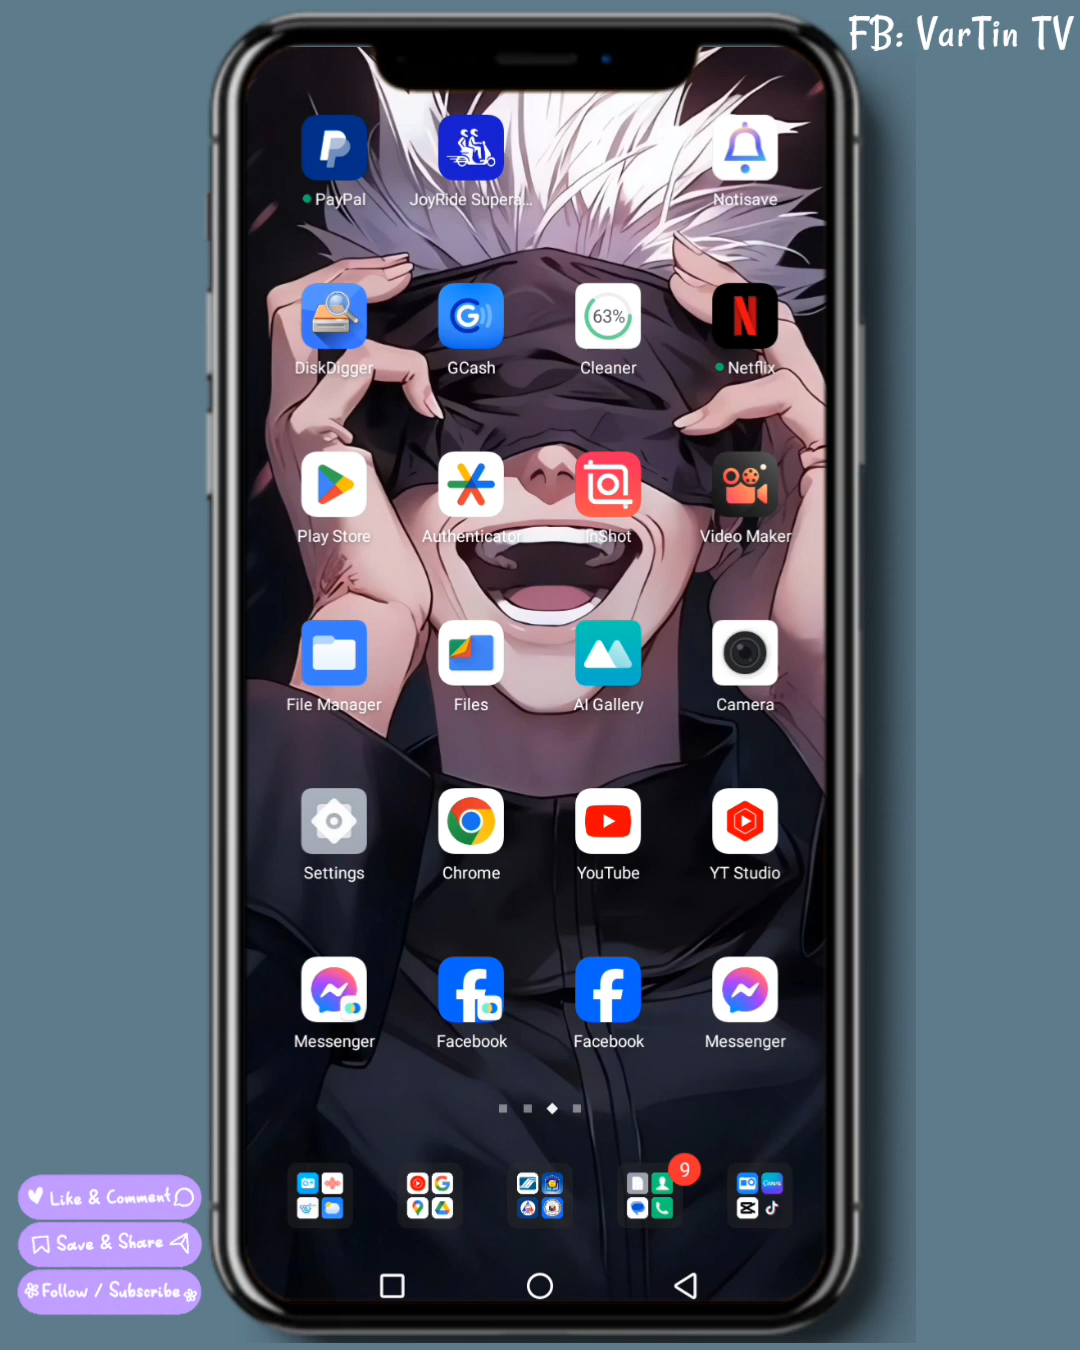 FB: VarTin TV
PayPal
JoyRide Supera...
Notisave
DiskDigger
GCash
63%
Cleaner
Netflix
Play Store
Authenticator
InShot
Video Maker
File Manager
Files
AI Gallery
Camera
Settings
Chrome
YouTube
YT Studio
Messenger
Facebook
Facebook
Messenger
9
Canva
Like & Comment
Save & Share
Follow / Subscribe